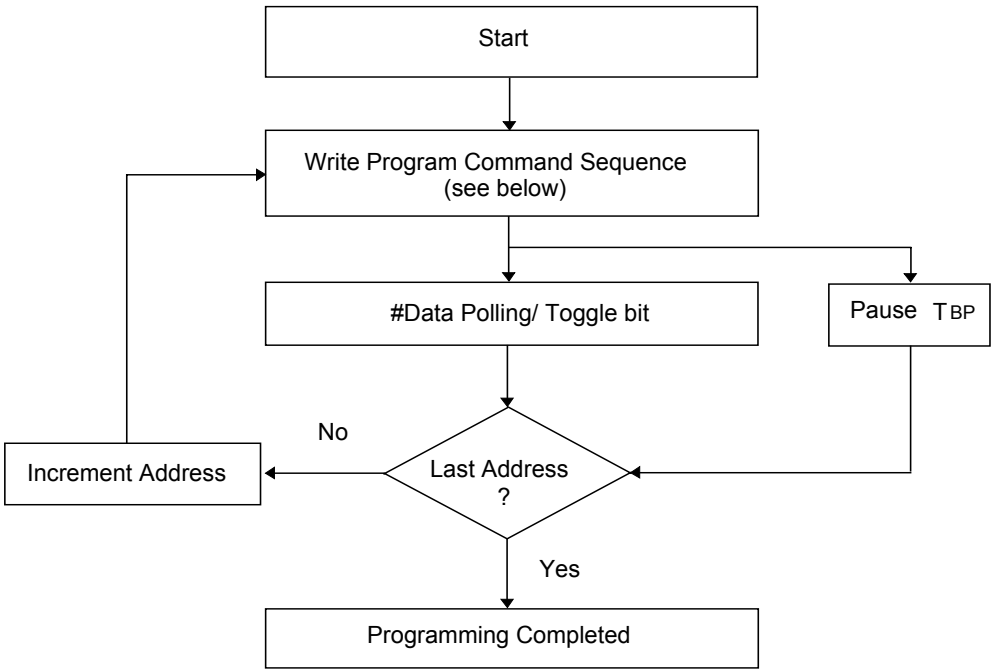 Start
Write Program Command Sequence
(see below)
#Data Polling/ Toggle bit
Pause TBP
No
Increment Address
Last Address
?
Yes
Programming Completed